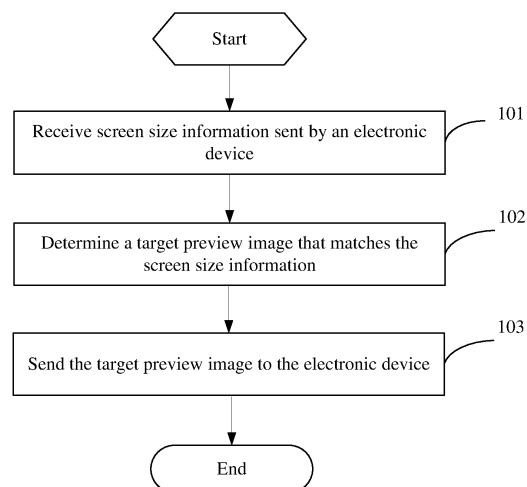 Start
101
Receive screen size information sent by an electronic
device
102
Determine a target preview image that matches the
screen size information
103
Send the target preview image to the electronic device
End